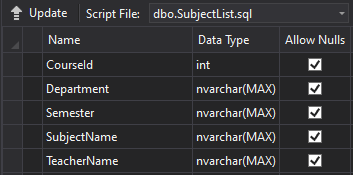 Update Script File: dbo.SubjectList.sql
Name Data Type Allow Nulls
CourseId int
Department nvarchar(MAX)
Semester nvarchar(MAX)
SubjectName nvarchar(MAX)
TeacherName nvarchar(MAX)